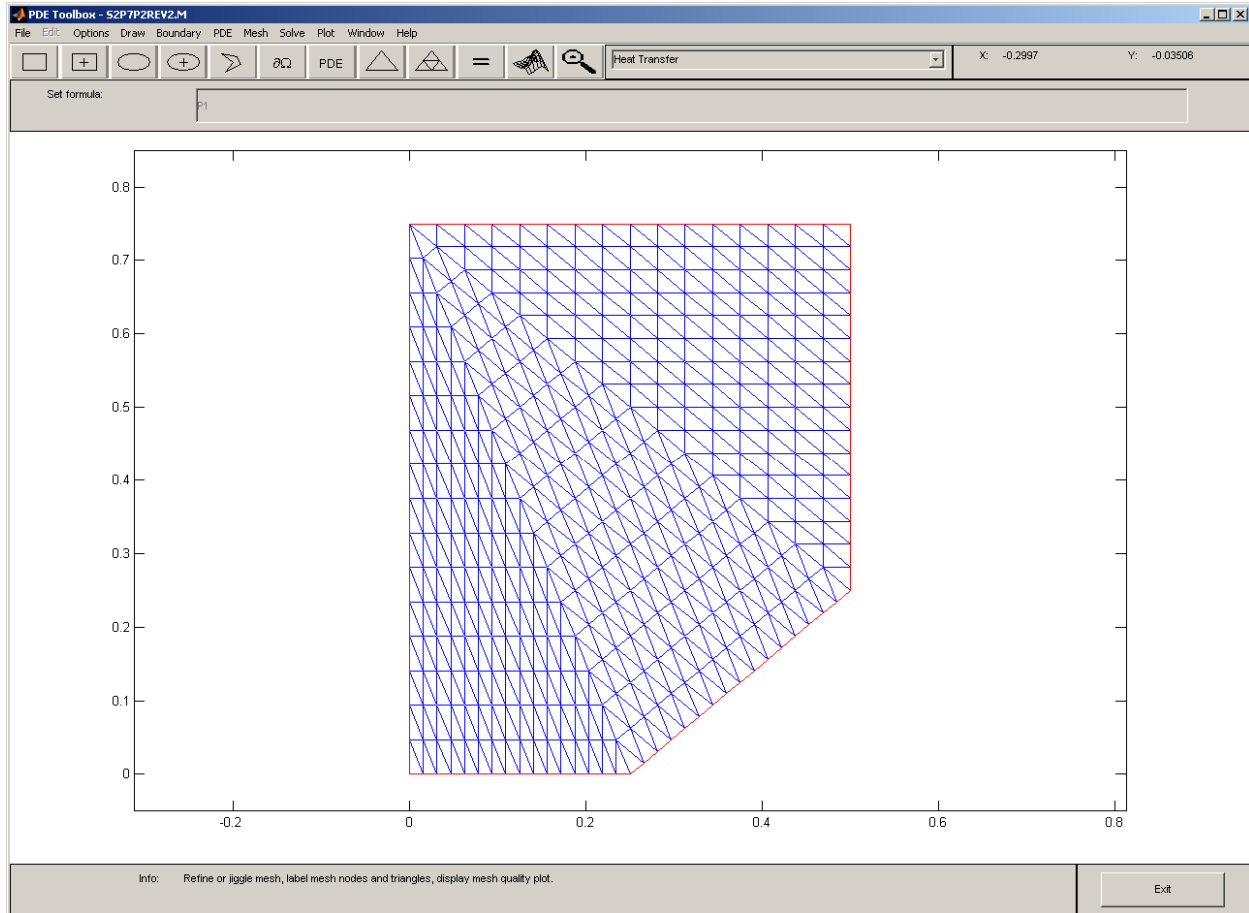 PDE Toolbox - S2P7P2REV2.M
File Edit Options Draw Boundary PDE Mesh Solve Plot Window Help
∂Ω PDE = Heat Transfer X: -0.2997 Y: -0.03506
Set formula: P1
0.8
0.7
0.6
0.5
0.4
0.3
0.2
0.1
0
-0.2 0 0.2 0.4 0.6 0.8
Info: Refine or jiggle mesh, label mesh nodes and triangles, display mesh quality plot.
Exit